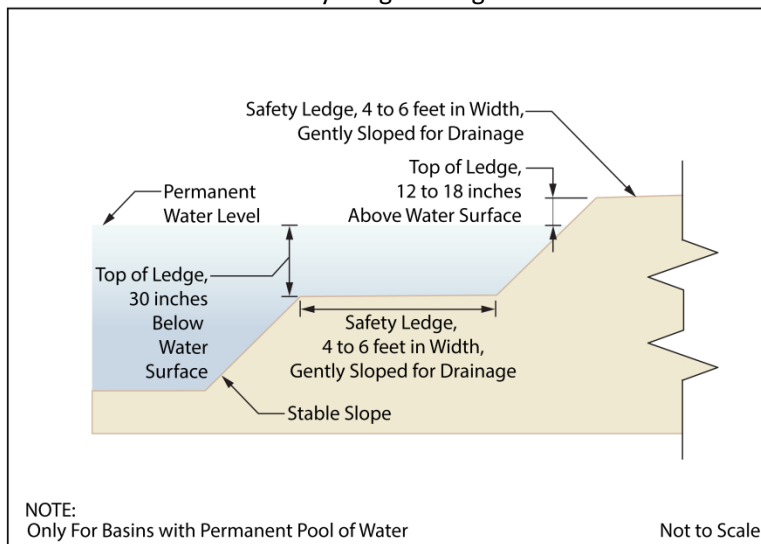 Safety Ledge, 4 to 6 feet in Width,
Gently Sloped for Drainage
Top of Ledge,
12 to 18 inches
Above Water Surface
Permanent
Water Level
Top of Ledge,
30 inches
Below
Water
Surface
Safety Ledge,
4 to 6 feet in Width,
Gently Sloped for Drainage
Stable Slope
NOTE:
Only For Basins with Permanent Pool of Water
Not to Scale